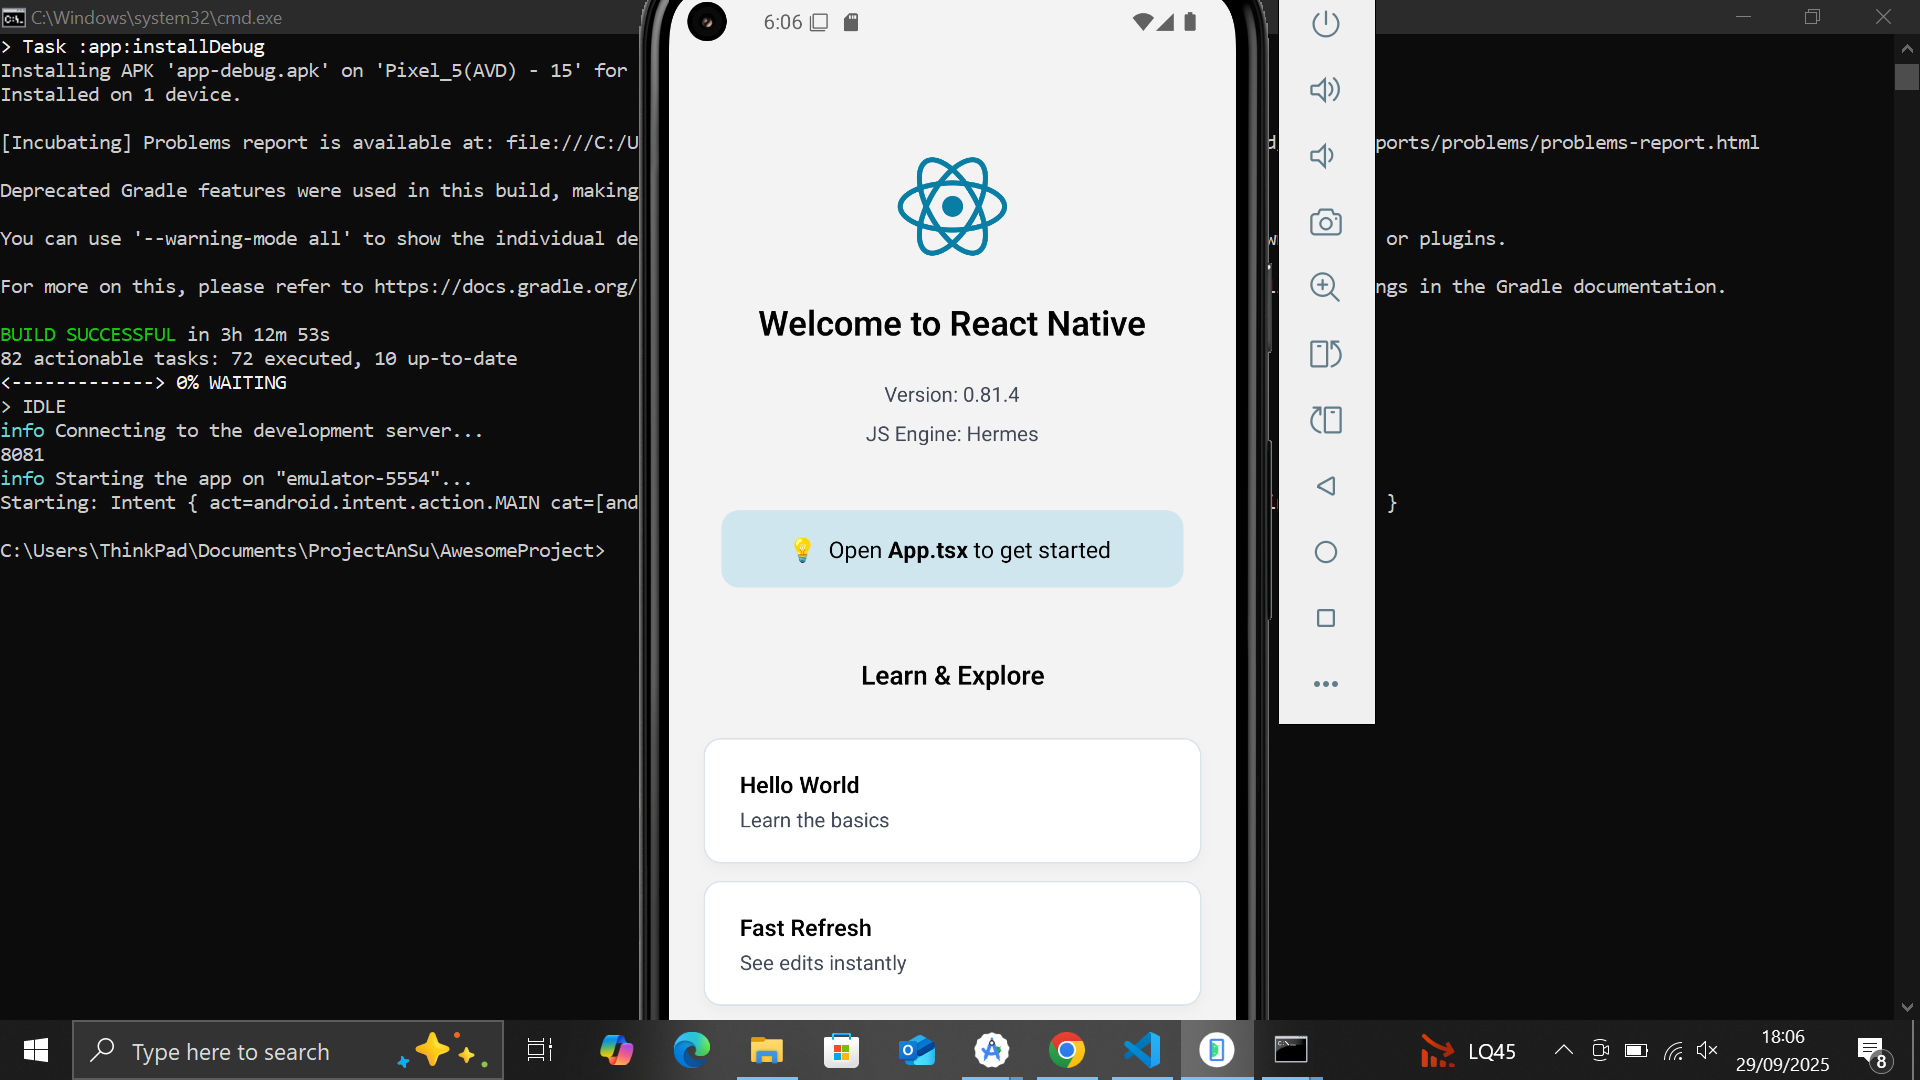 C:\Windows\system32\cmd.exe
> Task :app:installDebug
Installing APK 'app-debug.apk' on 'Pixel_5(AVD) - 15' for
Installed on 1 device.
[Incubating] Problems report is available at: file:///C:/U
ports/problems/problems-report.html
Deprecated Gradle features were used in this build, making
You can use '--warning-mode all' to show the individual de
or plugins.
For more on this, please refer to https://docs.gradle.org/
ngs in the Gradle documentation.
BUILD SUCCESSFUL in 3h 12m 53s
82 actionable tasks: 72 executed, 10 up-to-date
<-------------> 0% WAITING
> IDLE
info Connecting to the development server...
8081
info Starting the app on "emulator-5554"...
Starting: Intent { act=android.intent.action.MAIN cat=[and
}
C:\Users\ThinkPad\Documents\ProjectAnSu\AwesomeProject>
6:06
Welcome to React Native
Version: 0.81.4
JS Engine: Hermes
💡 Open App.tsx to get started
Learn & Explore
Hello World
Learn the basics
Fast Refresh
See edits instantly
Type here to search
LQ45
18:06
29/09/2025
8